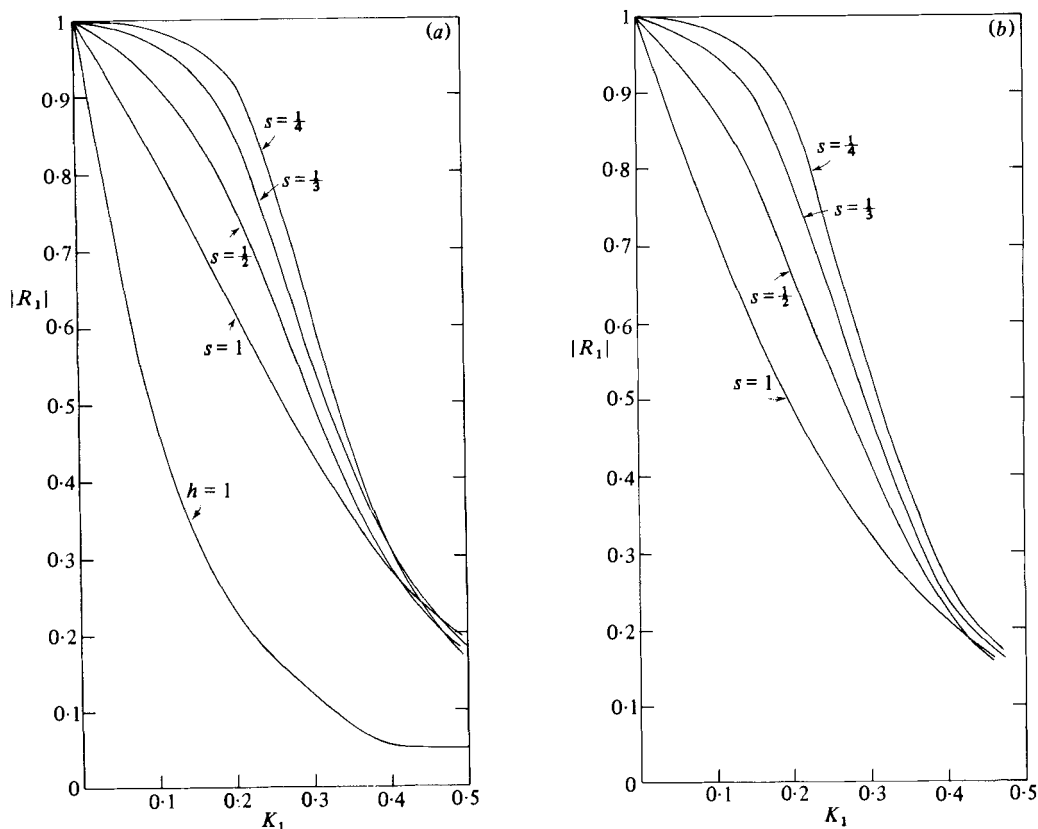 (a)
1
0·9
0·8
0·7
|R₁|
0·6
0·5
0·4
0·3
0·2
0·1
0
0·1 0·2 0·3 0·4 0·5
K₁
s = 1/4
s = 1/3
s = 1/2
s = 1
h = 1
(b)
1
0·9
0·8
0·7
0·6
|R₁|
0·5
0·4
0·3
0·2
0·1
0
0·1 0·2 0·3 0·4 0·5
K₁
s = 1/4
s = 1/3
s = 1/2
s = 1